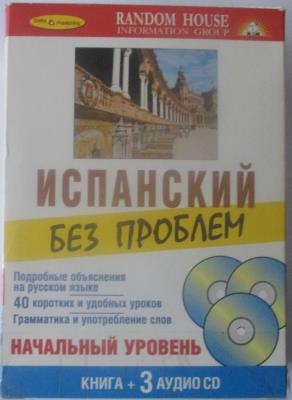 RANDOM HOUSE
INFORMATION GROUP
ИСПАНСКИЙ
БЕЗ ПРОБЛЕМ
Подробные объяснения
на русском языке
40 коротких и удобных уроков
Грамматика и употребление слов
НАЧАЛЬНЫЙ УРОВЕНЬ
КНИГА + 3 АУДИО CD